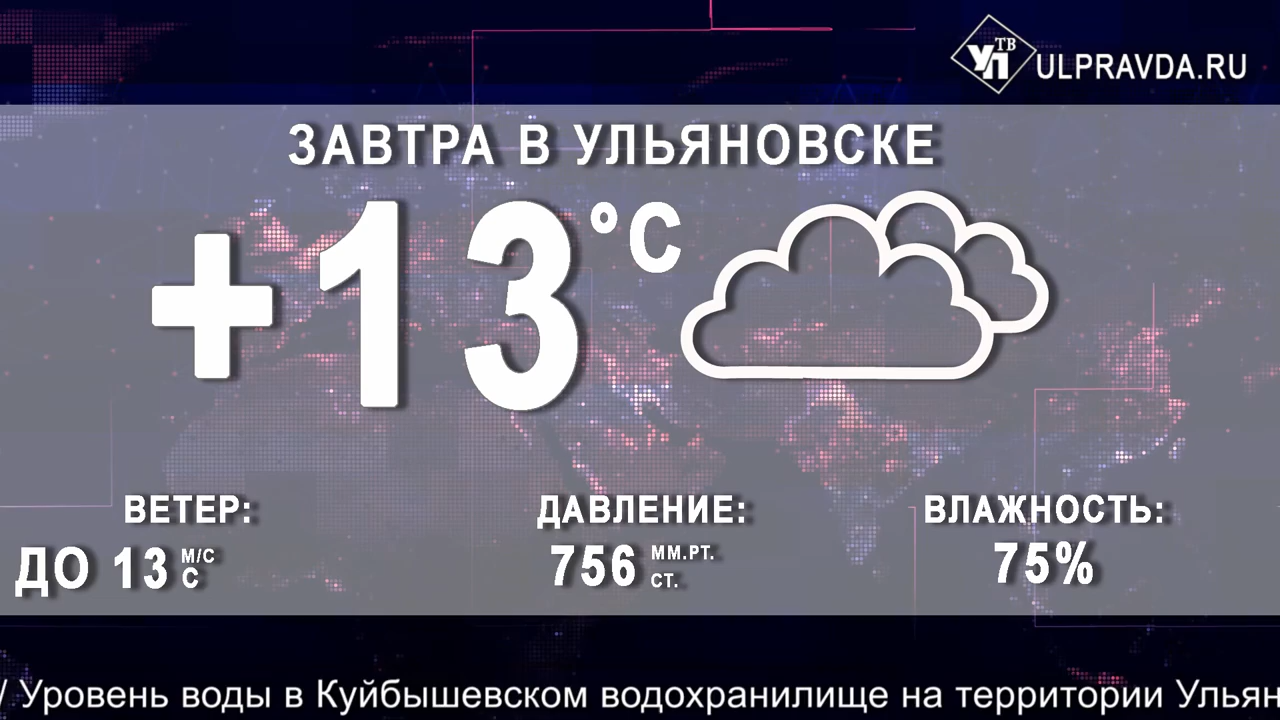 УП ТВ ULPRAVDA.RU
ЗАВТРА В УЛЬЯНОВСКЕ
+13 °C
ВЕТЕР:
ДО 13 М/С
С
ДАВЛЕНИЕ:
756 ММ.РТ.
СТ.
ВЛАЖНОСТЬ:
75%
/ Уровень воды в Куйбышевском водохранилище на территории Ульян